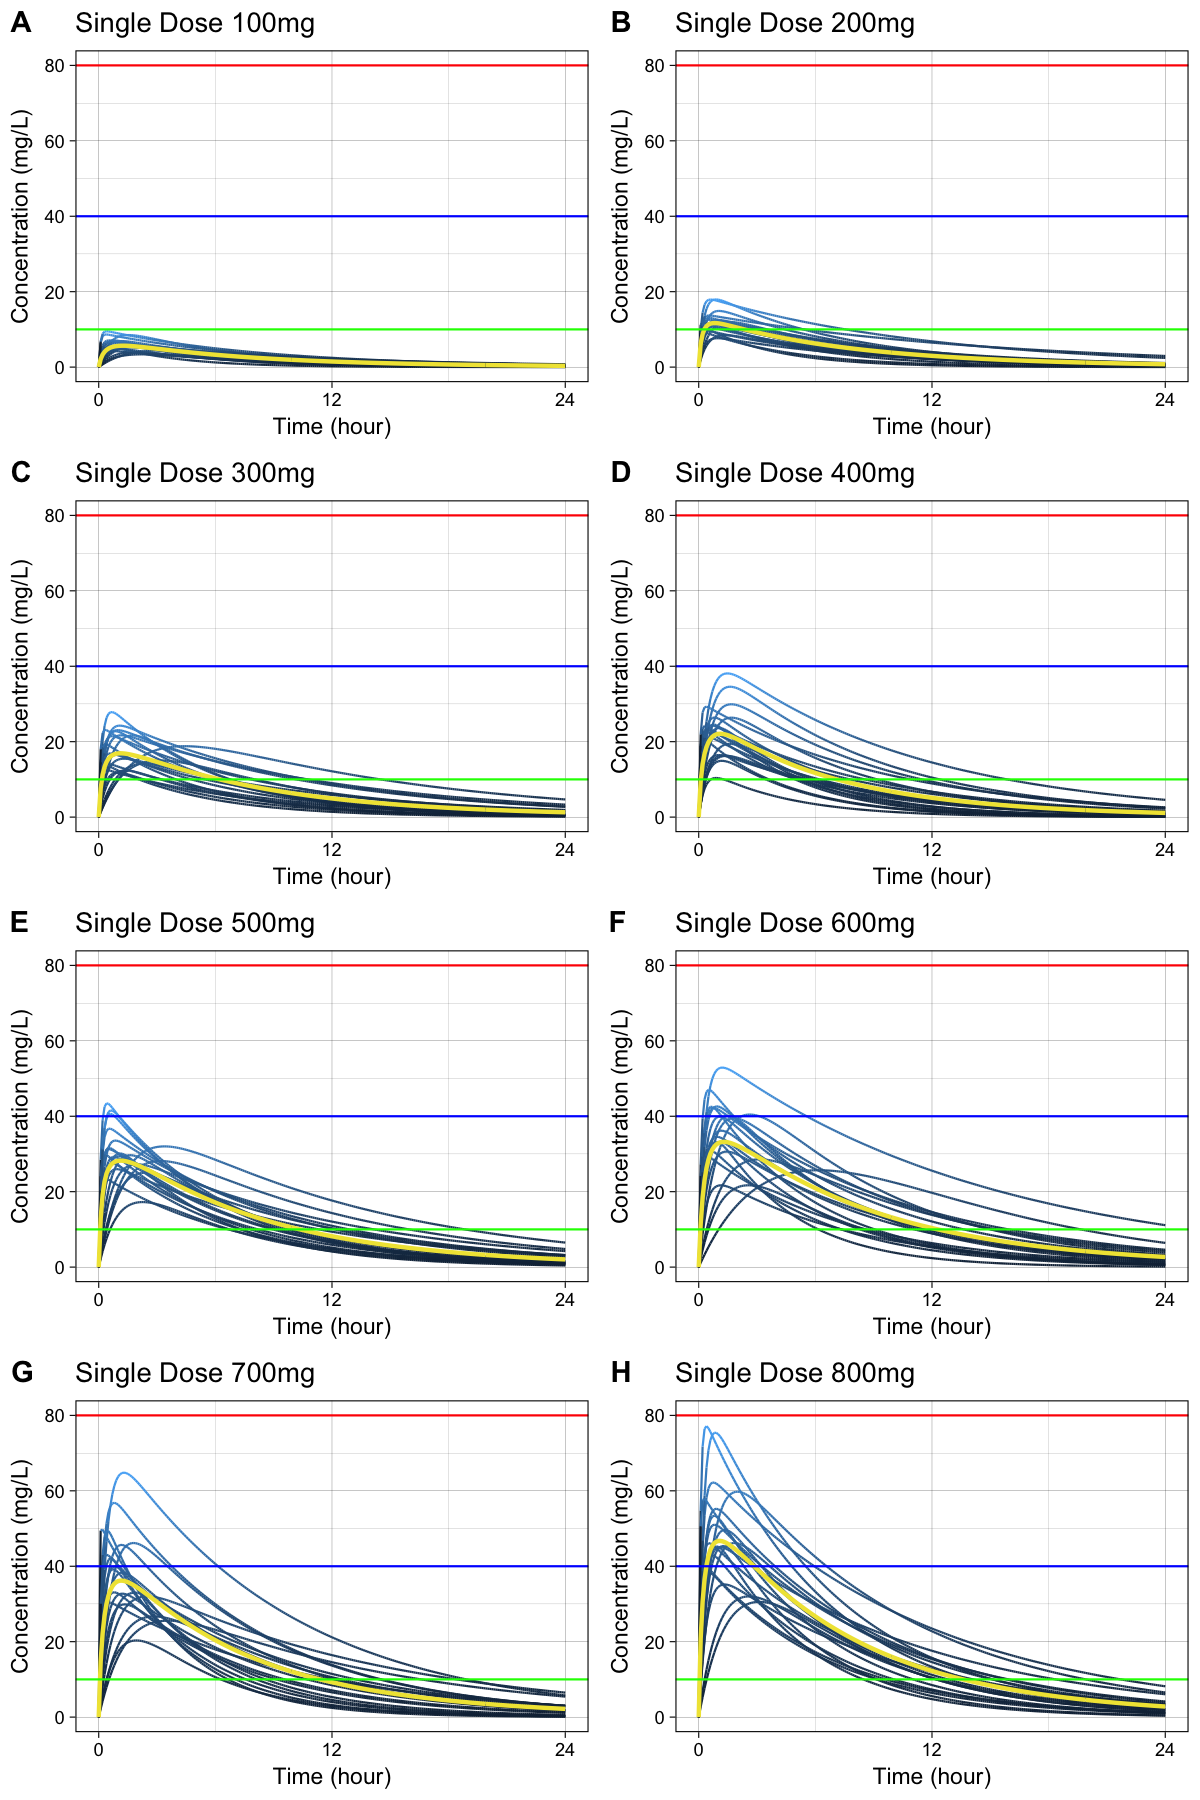 A Single Dose 100mg
Concentration (mg/L)
80
60
40
20
0
0 12 24
Time (hour)
B Single Dose 200mg
Concentration (mg/L)
80
60
40
20
0
0 12 24
Time (hour)
C Single Dose 300mg
Concentration (mg/L)
80
60
40
20
0
0 12 24
Time (hour)
D Single Dose 400mg
Concentration (mg/L)
80
60
40
20
0
0 12 24
Time (hour)
E Single Dose 500mg
Concentration (mg/L)
80
60
40
20
0
0 12 24
Time (hour)
F Single Dose 600mg
Concentration (mg/L)
80
60
40
20
0
0 12 24
Time (hour)
G Single Dose 700mg
Concentration (mg/L)
80
60
40
20
0
0 12 24
Time (hour)
H Single Dose 800mg
Concentration (mg/L)
80
60
40
20
0
0 12 24
Time (hour)